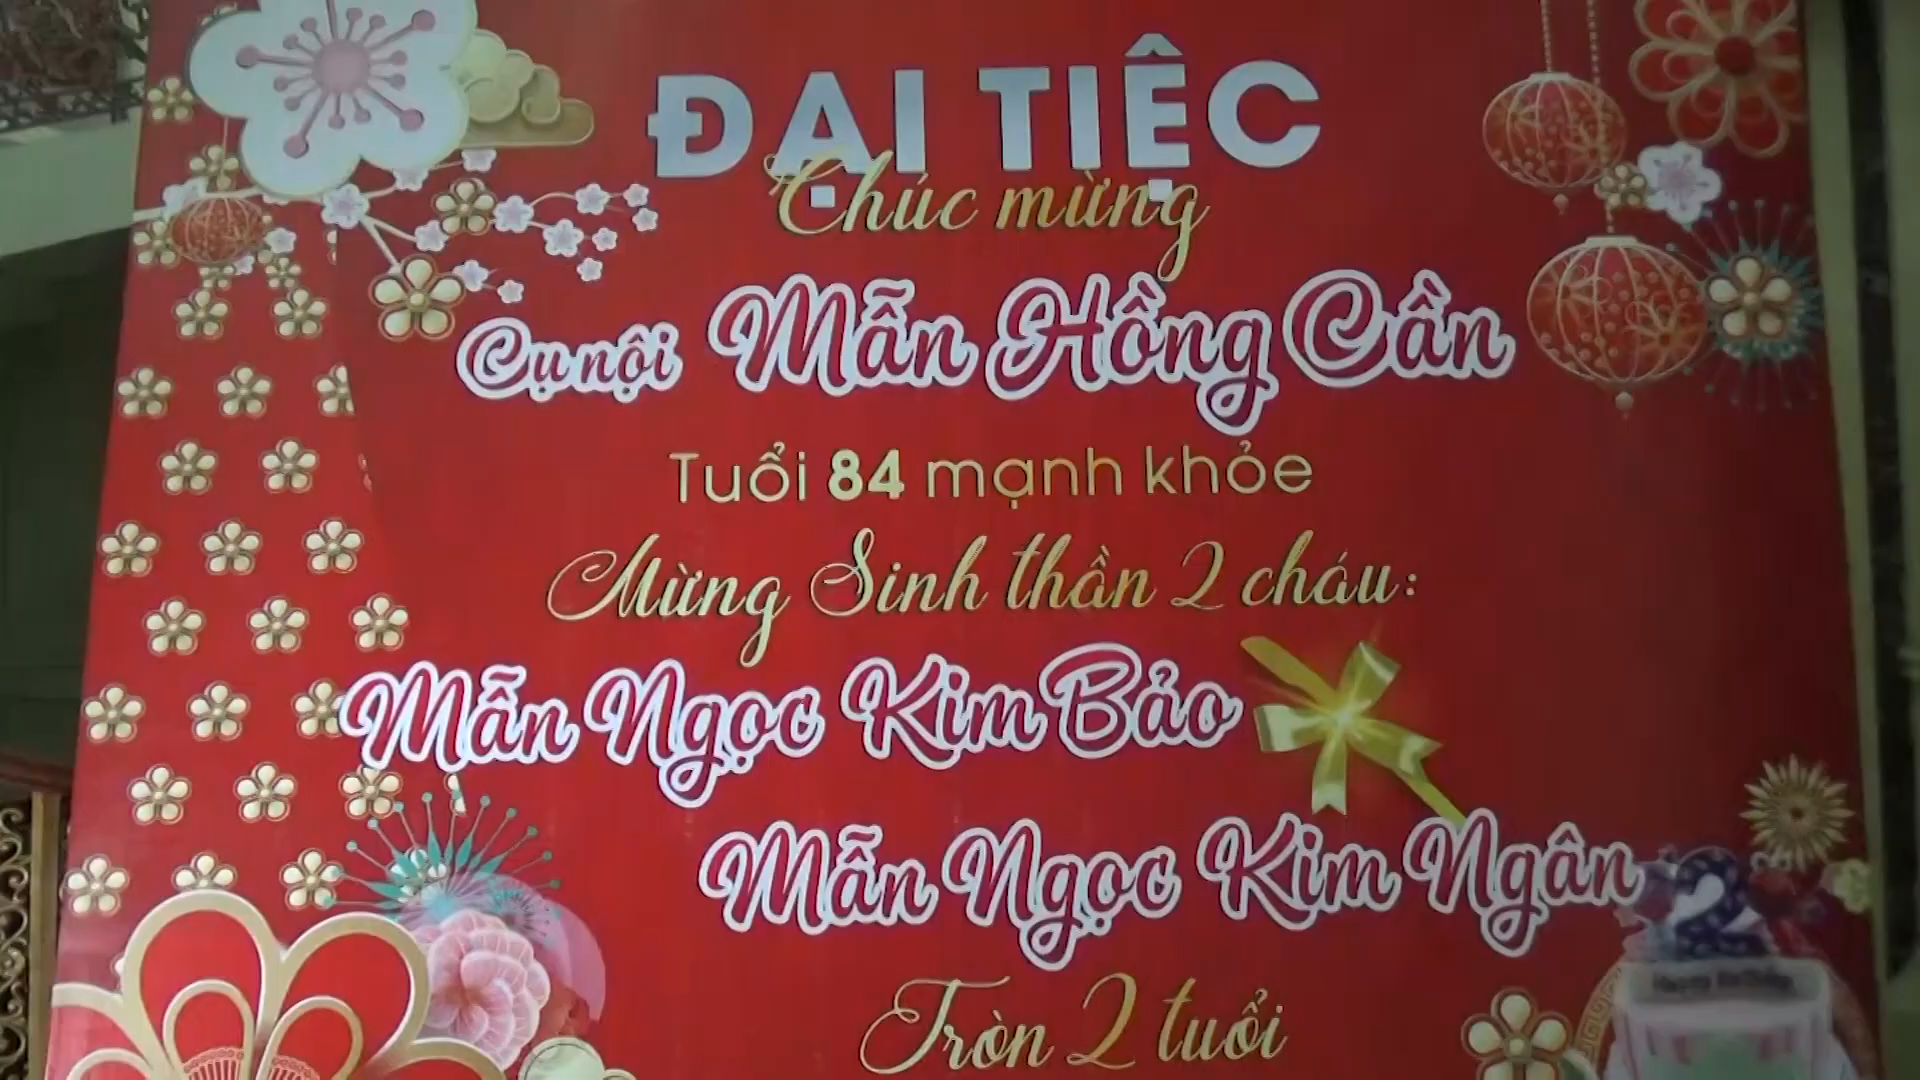 ĐẠI TIỆC
Chúc mừng
Cụ nội Mẫn Hồng Cần
Tuổi 84 mạnh khỏe
Mừng Sinh thần 2 cháu:
Mẫn Ngọc Kim Bảo
Mẫn Ngọc Kim Ngân
2
Tròn 2 tuổi